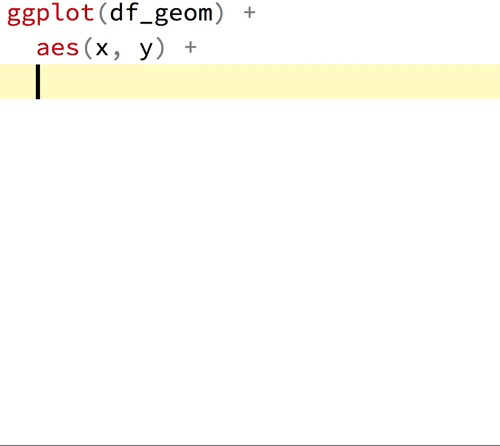 ggplot(df_geom) +
aes(x, y) +